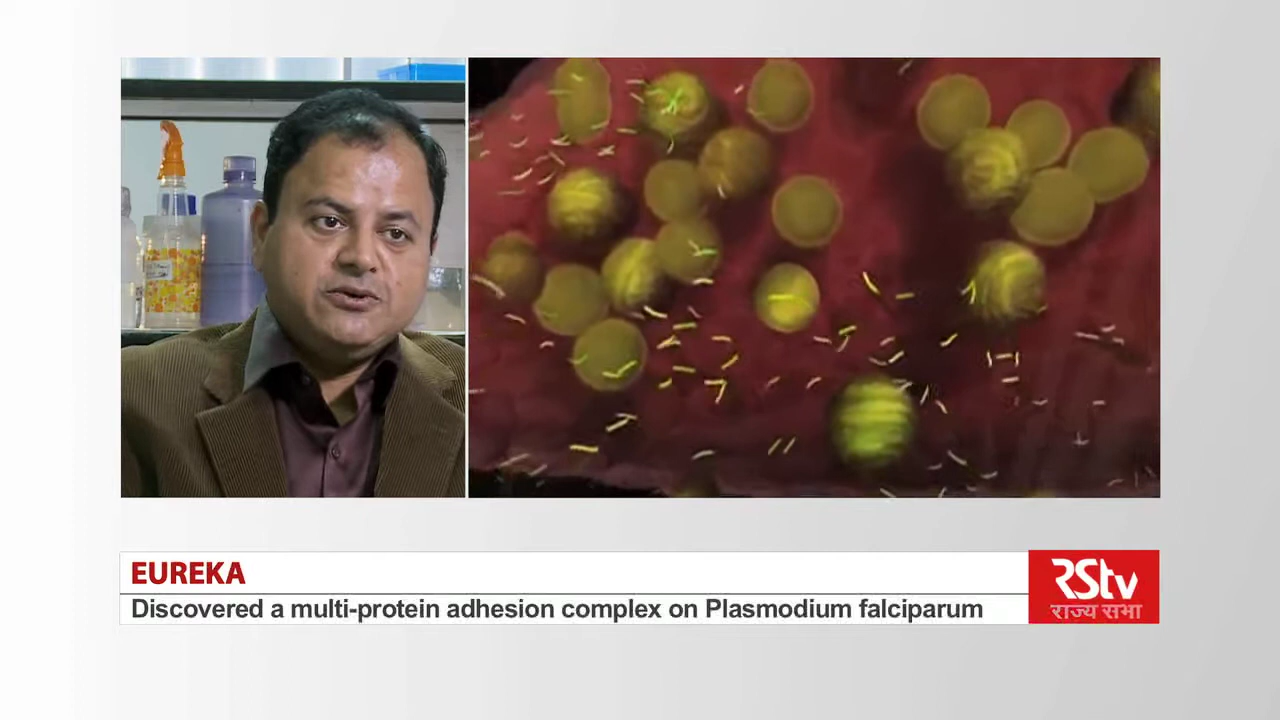 EUREKA
Discovered a multi-protein adhesion complex on Plasmodium falciparum
RStv
राज्य सभा